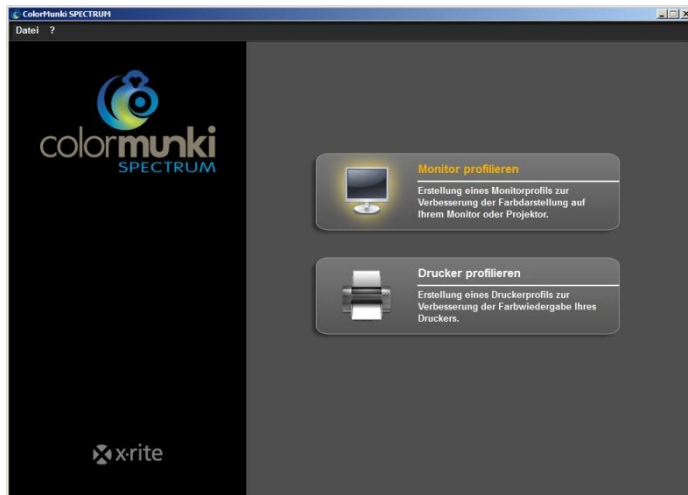 ColorMunki SPECTRUM
Datei ?
colormunki
SPECTRUM
Monitor profilieren
Erstellung eines Monitorprofils zur
Verbesserung der Farbdarstellung auf
Ihrem Monitor oder Projektor.
Drucker profilieren
Erstellung eines Druckerprofils zur
Verbesserung der Farbwiedergabe Ihres
Druckers.
x·rite